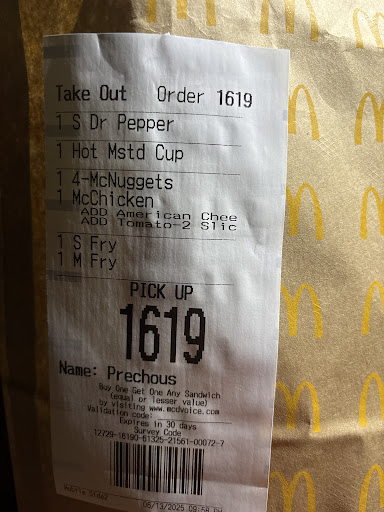 Take Out Order 1619
1 S Dr Pepper
1 Hot Mstd Cup
1 4-McNuggets
1 McChicken
ADD American Chee
ADD Tomato-2 Slic
1 S Fry
1 M Fry
PICK UP
1619
Name: Prechous
Buy One Get One Any Sandwich
(equal or lesser value)
by visiting www.mcdvoice.com
Validation code:
Expires in 30 days
Survey Code
12729-16190-61325-21561-00072-7
06/13/2025 09:56